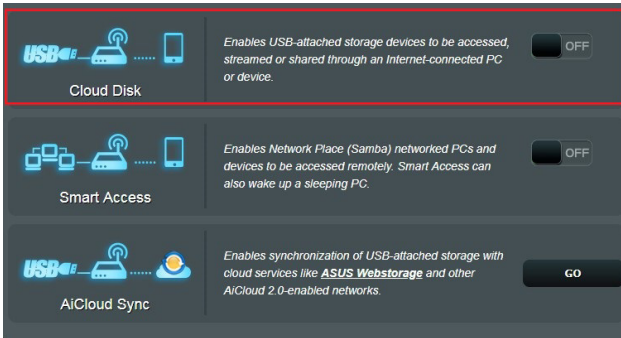 USB
Enables USB-attached storage devices to be accessed,
streamed or shared through an Internet-connected PC
or device.
OFF
Cloud Disk
Enables Network Place (Samba) networked PCs and
devices to be accessed remotely. Smart Access can
also wake up a sleeping PC.
OFF
Smart Access
USB
Enables synchronization of USB-attached storage with
cloud services like ASUS Webstorage and other
AiCloud 2.0-enabled networks.
GO
AiCloud Sync